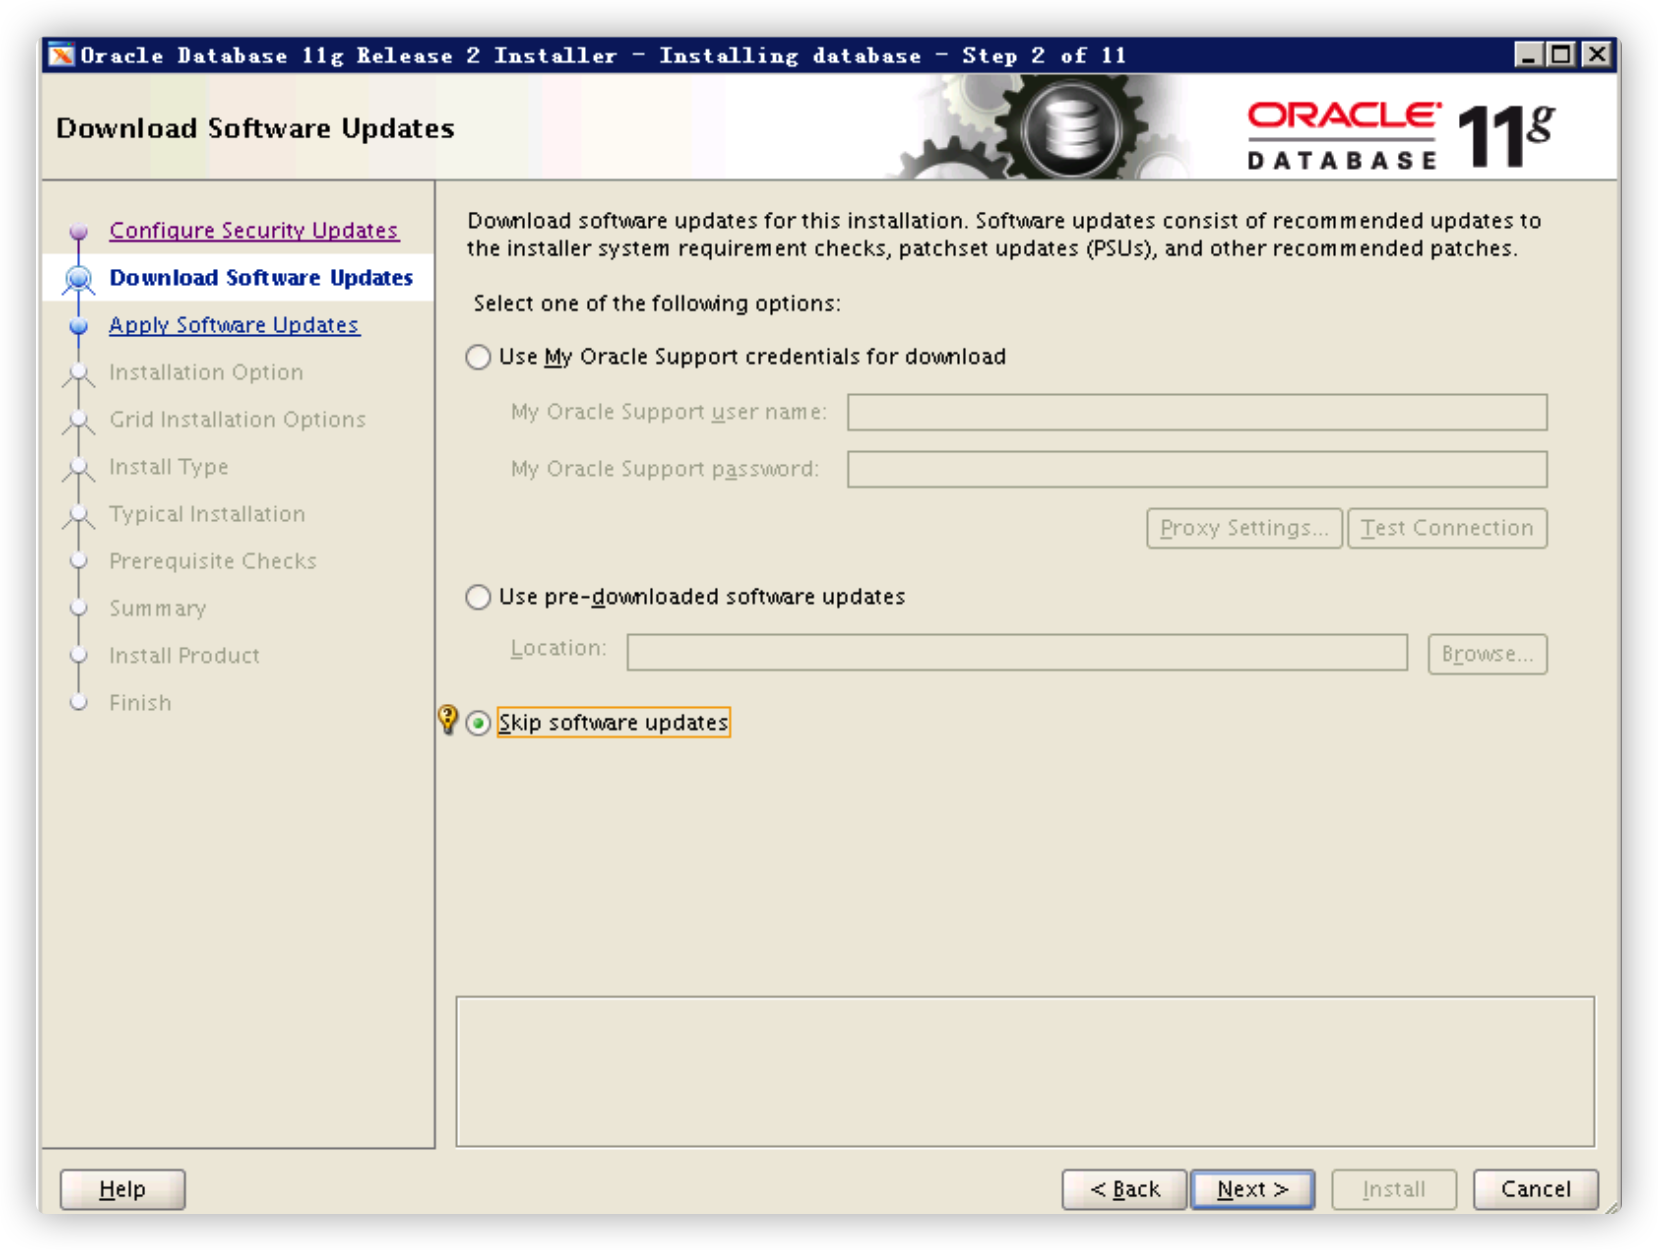 Oracle Database 11g Release 2 Installer - Installing database - Step 2 of 11
Download Software Updates
ORACLE
DATABASE
11g
Configure Security Updates
Download Software Updates
Apply Software Updates
Installation Option
Grid Installation Options
Install Type
Typical Installation
Prerequisite Checks
Summary
Install Product
Finish
Download software updates for this installation. Software updates consist of recommended updates to
the installer system requirement checks, patchset updates (PSUs), and other recommended patches.
Select one of the following options:
Use My Oracle Support credentials for download
My Oracle Support user name:
My Oracle Support password:
Proxy Settings... Test Connection
Use pre-downloaded software updates
Location: Browse...
Skip software updates
Help < Back Next > Install Cancel